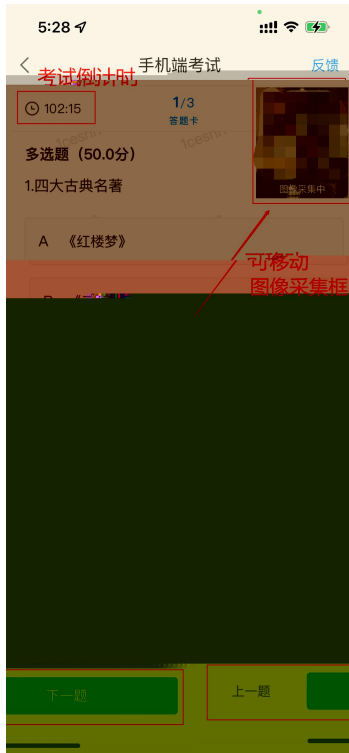 5:28
手机端考试
反馈
考试倒计时
102:15
1/3
答题卡
1ceshi
1ceshi
图像采集中
多选题（50.0分）
1.四大古典名著
A 《红楼梦》
可移动
图像采集框
下一题
上一题